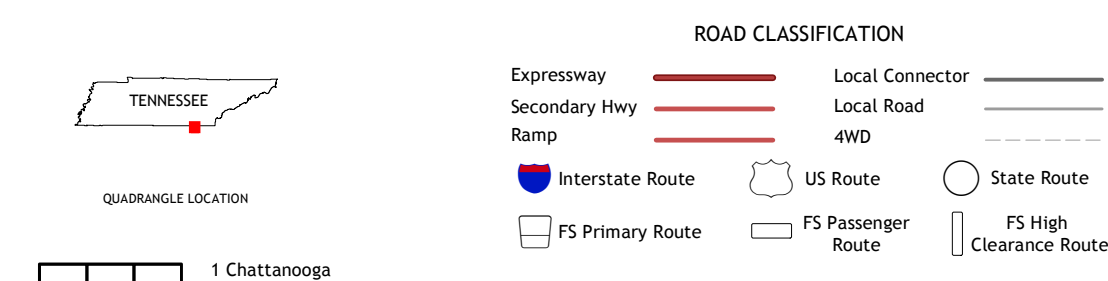 TENNESSEE
QUADRANGLE LOCATION
1 Chattanooga
ROAD CLASSIFICATION
Expressway
Secondary Hwy
Ramp
Local Connector
Local Road
4WD
Interstate Route
US Route
State Route
FS Primary Route
FS Passenger
Route
FS High
Clearance Route